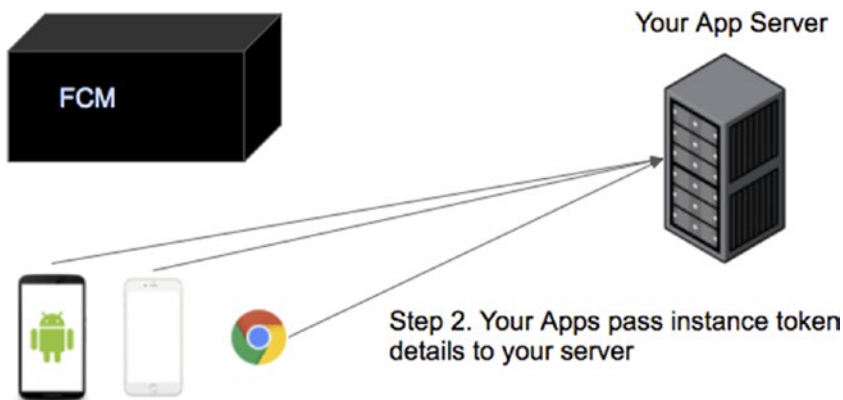 Your App Server
FCM
Step 2. Your Apps pass instance token
details to your server